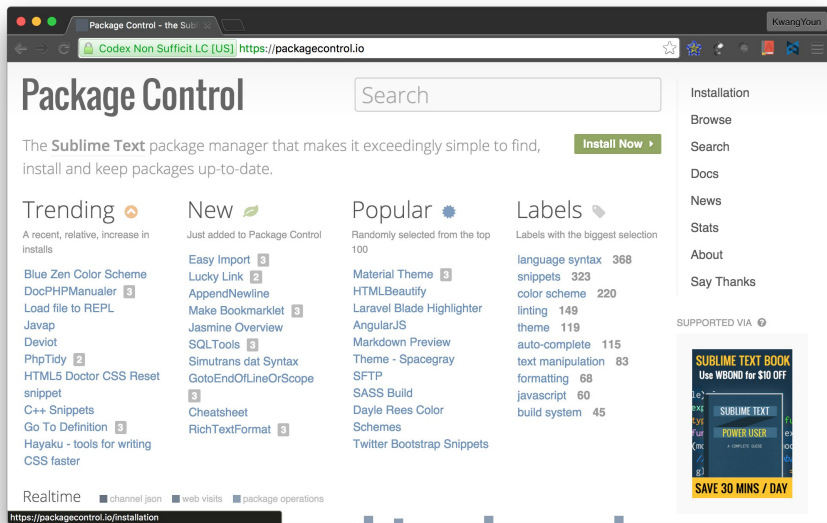 Package Control - the Subl
KwangYoun
Codex Non Sufficit LC [US] https://packagecontrol.io
Package Control
Search
The Sublime Text package manager that makes it exceedingly simple to find,
install and keep packages up-to-date.
Install Now
Installation
Browse
Search
Docs
News
Stats
About
Say Thanks
Trending
A recent, relative, increase in
installs
Blue Zen Color Scheme
DocPHPManualer 3
Load file to REPL
Javap
Deviot
PhpTidy 2
HTML5 Doctor CSS Reset
snippet
C++ Snippets
Go To Definition 3
Hayaku - tools for writing
CSS faster
New
Just added to Package Control
Easy Import 3
Lucky Link 2
AppendNewline
Make Bookmarklet 3
Jasmine Overview
SQLTools 3
Simutrans dat Syntax
GotoEndOfLineOrScope
3
Cheatsheet
RichTextFormat 3
Popular
Randomly selected from the top
100
Material Theme 3
HTMLBeautify
Laravel Blade Highlighter
AngularJS
Markdown Preview
Theme - Spacegray
SFTP
SASS Build
Dayle Rees Color
Schemes
Twitter Bootstrap Snippets
Labels
Labels with the biggest selection
language syntax 368
snippets 323
color scheme 220
linting 149
theme 119
auto-complete 115
text manipulation 83
formatting 68
javascript 60
build system 45
SUPPORTED VIA
SUBLIME TEXT BOOK
Use WBOND for $10 OFF
SUBLIME TEXT
POWER USER
A COMPLETE GUIDE
SAVE 30 MINS / DAY
Realtime channel json web visits package operations
https://packagecontrol.io/installation